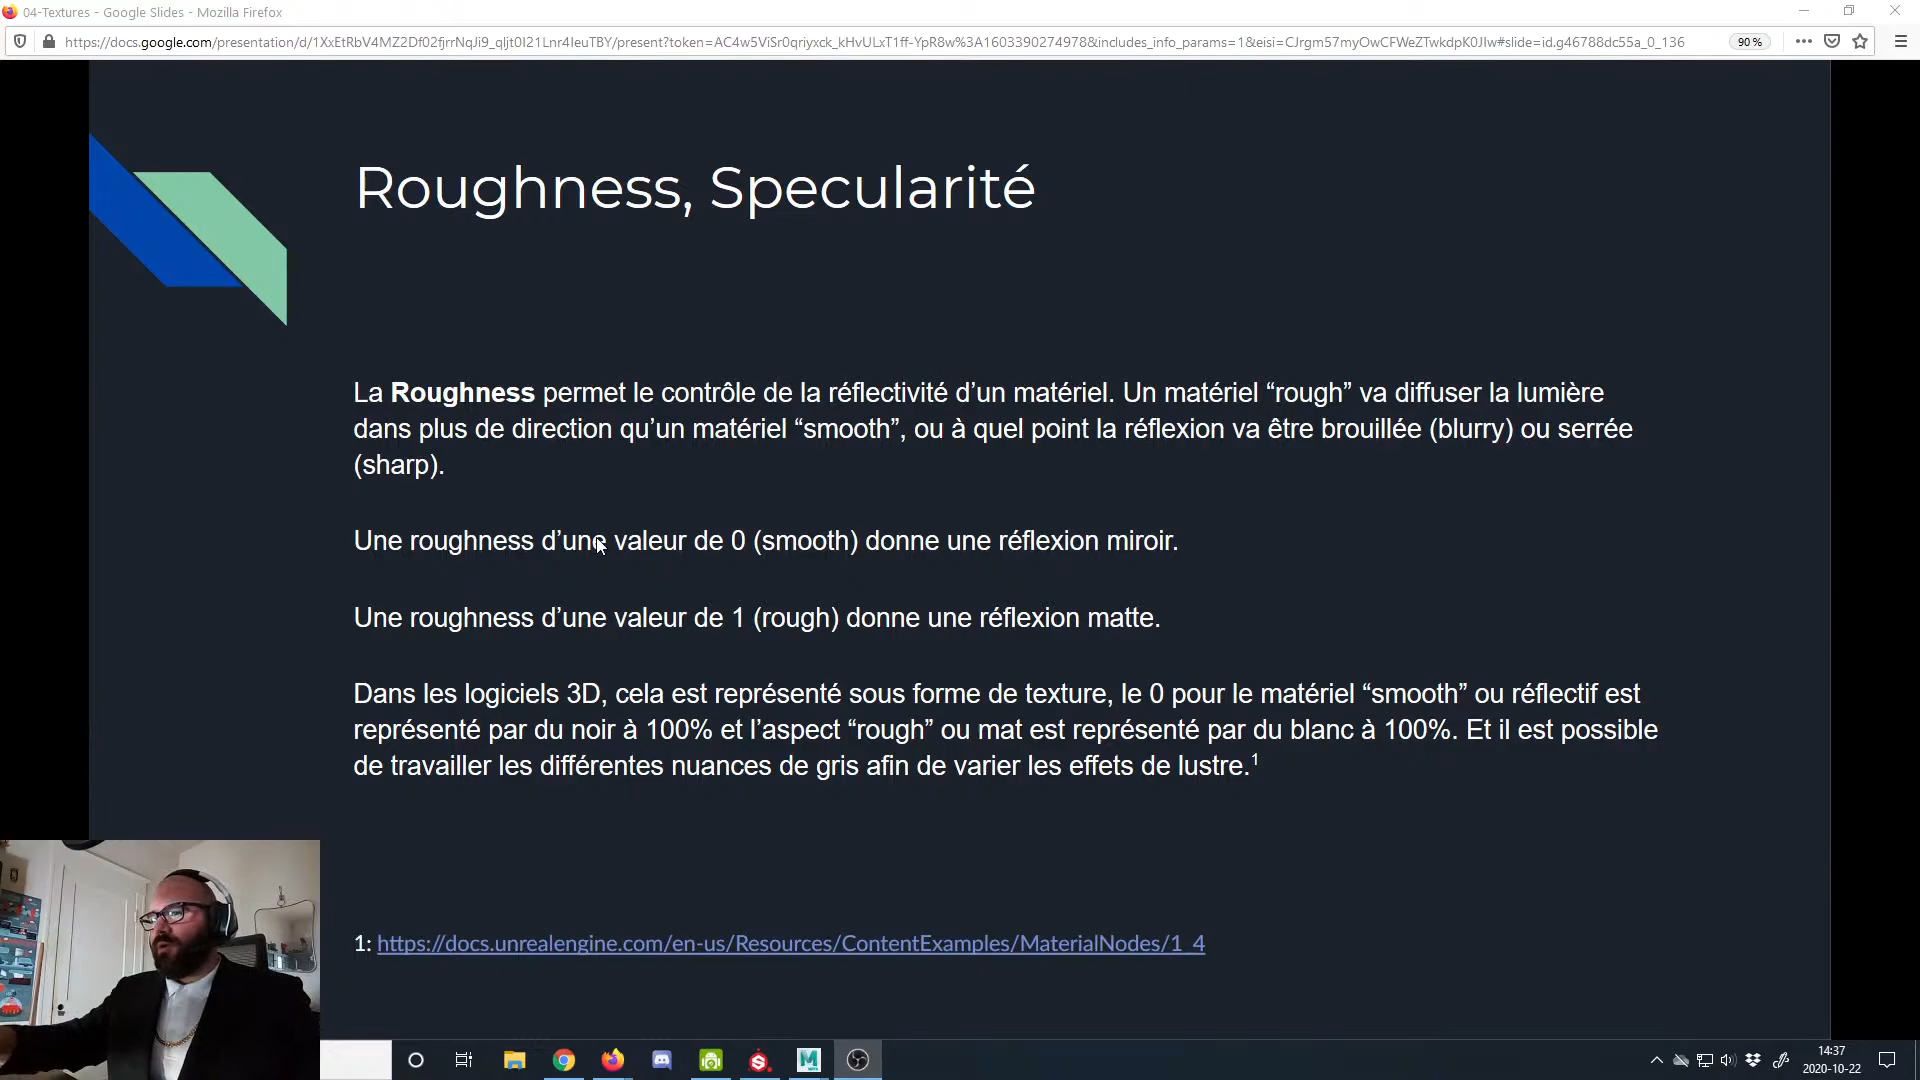 04-Textures - Google Slides - Mozilla Firefox
https://docs.google.com/presentation/d/1XxEtRbV4MZ2Df02fjrrNqJi9_qljt0I21Lnr4IeuTBY/present?token=AC4w5ViSr0qriyxck_kHvULxT1ff-YpR8w%3A1603390274978&includes_info_params=1&eisi=CJrgm57myOwCFWeZTwkdpK0JIw#slide=id.g46788dc55a_0_136
90%
Roughness, Specularité
La Roughness permet le contrôle de la réflectivité d’un matériel. Un matériel “rough” va diffuser la lumière
dans plus de direction qu’un matériel “smooth”, ou à quel point la réflexion va être brouillée (blurry) ou serrée
(sharp).
Une roughness d’une valeur de 0 (smooth) donne une réflexion miroir.
Une roughness d’une valeur de 1 (rough) donne une réflexion matte.
Dans les logiciels 3D, cela est représenté sous forme de texture, le 0 pour le matériel “smooth” ou réflectif est
représenté par du noir à 100% et l’aspect “rough” ou mat est représenté par du blanc à 100%. Et il est possible
de travailler les différentes nuances de gris afin de varier les effets de lustre.1
1: https://docs.unrealengine.com/en-us/Resources/ContentExamples/MaterialNodes/1_4
14:37
2020-10-22